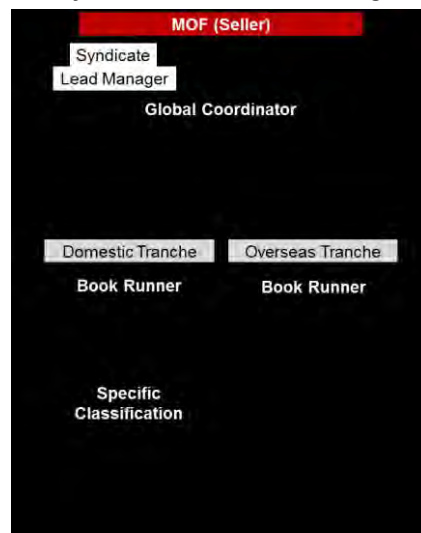 MOF (Seller)
Syndicate
Lead Manager
Global Coordinator
Domestic Tranche
Overseas Tranche
Book Runner
Book Runner
Specific
Classification